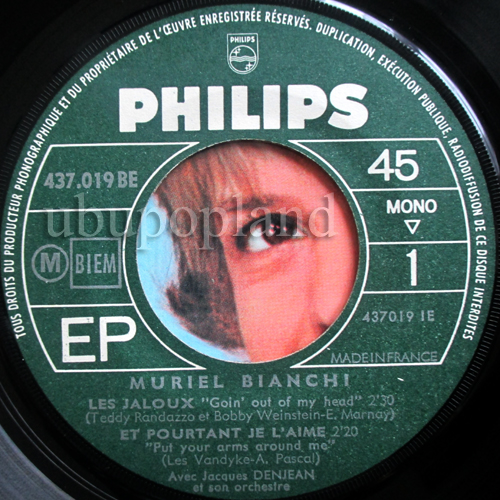 TOUS DROITS DU PRODUCTEUR PHONOGRAPHIQUE ET DU PROPRIÉTAIRE DE L'ŒUVRE ENREGISTRÉE RÉSERVÉS. DUPLICATION, EXÉCUTION PUBLIQUE, RADIODIFFUSION DE CE DISQUE INTERDITES
PHILIPS
PHILIPS
437.019 BE
45
MONO
ubupopland
M BIEM
1
EP
437019 1E
MADE IN FRANCE
MURIEL BIANCHI
LES JALOUX "Goin' out of my head" 2'30
(Teddy Randazzo et Bobby Weinstein-E. Marnay)
ET POURTANT JE L'AIME 2'20
"Put your arms around me"
(Les Vandyke-A. Pascal)
Avec Jacques DENJEAN
et son orchestre